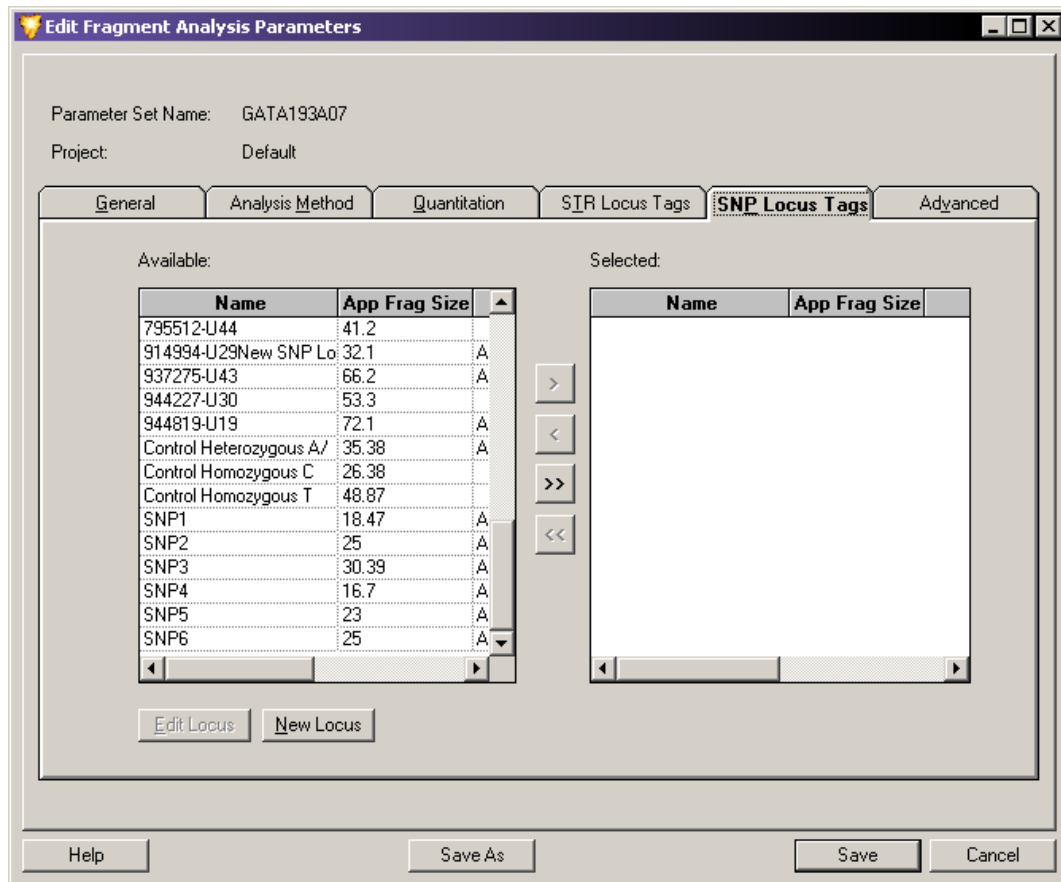 Edit Fragment Analysis Parameters
Parameter Set Name: GATA193A07
Project: Default
General Analysis Method Quantitation STR Locus Tags SNP Locus Tags Advanced
Available: Selected:
Name App Frag Size Name App Frag Size
795512-U44 41.2
914994-U29New SNP Lo 32.1 A
937275-U43 66.2 A
944227-U30 53.3
944819-U19 72.1 A
Control Heterozygous A/ 35.38 A
Control Homozygous C 26.38
Control Homozygous T 48.87
SNP1 18.47 A
SNP2 25 A
SNP3 30.39 A
SNP4 16.7 A
SNP5 23 A
SNP6 25 A
>
<
>>
<<
Edit Locus New Locus
Help Save As Save Cancel